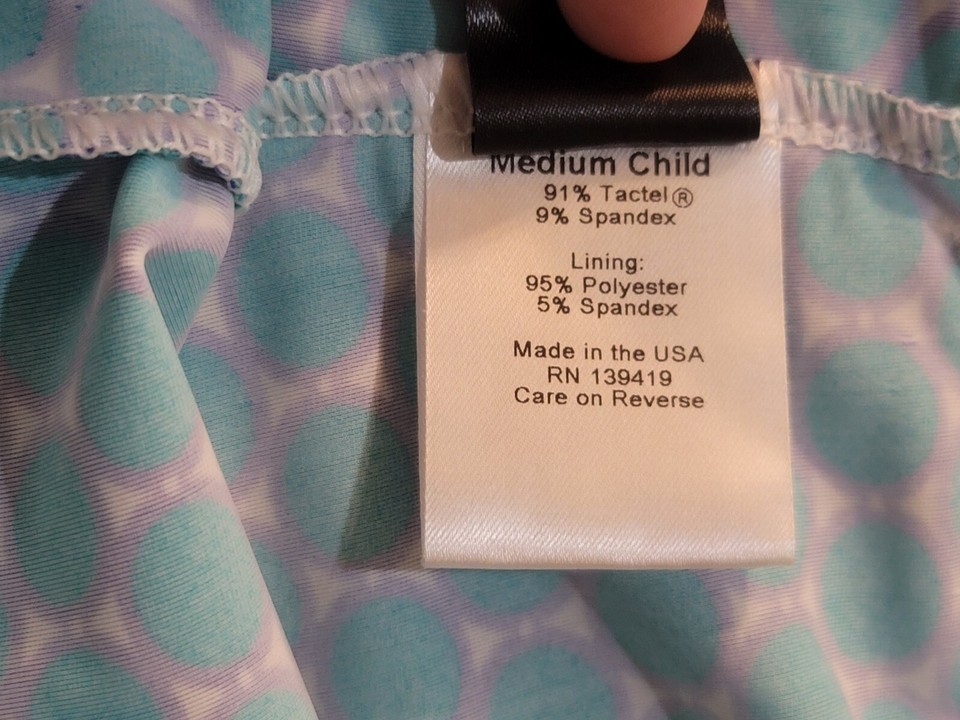 Medium Child
91% Tactel®
9% Spandex
Lining:
95% Polyester
5% Spandex
Made in the USA
RN 139419
Care on Reverse